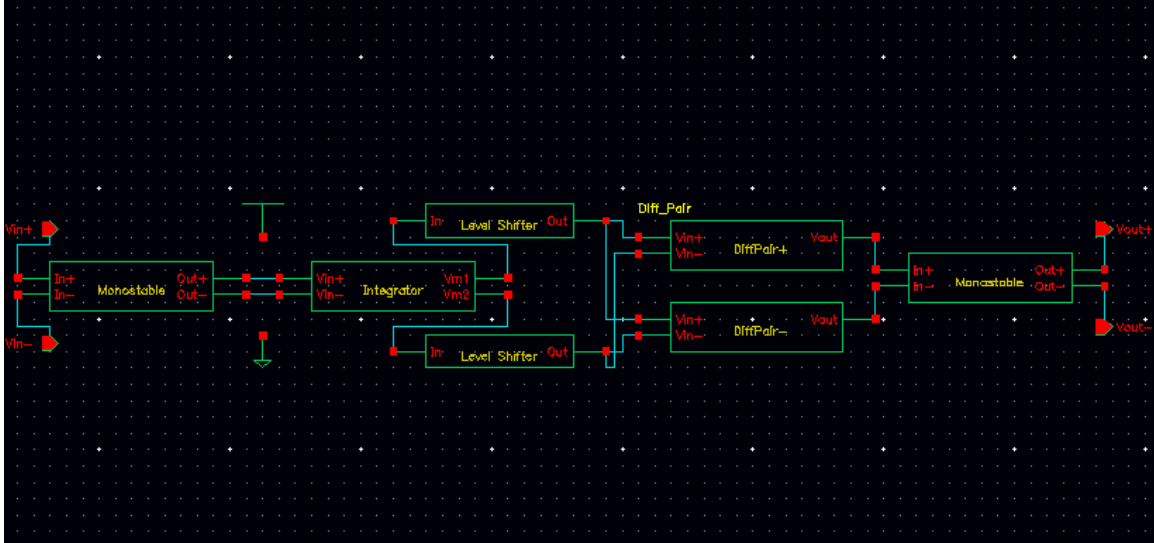 Vin+
Vin-
In+
In-
Monostable
Out+
Out-
Vin+
Vin-
Integrator
Vm1
Vm2
In
Level Shifter
Out
In
Level Shifter
Out
Diff_Pair
Vin+
Vin-
DiffPair+
Vout
Vin+
Vin-
DiffPair-
Vout
In+
In-
Monostable
Out+
Out-
Vout+
Vout-